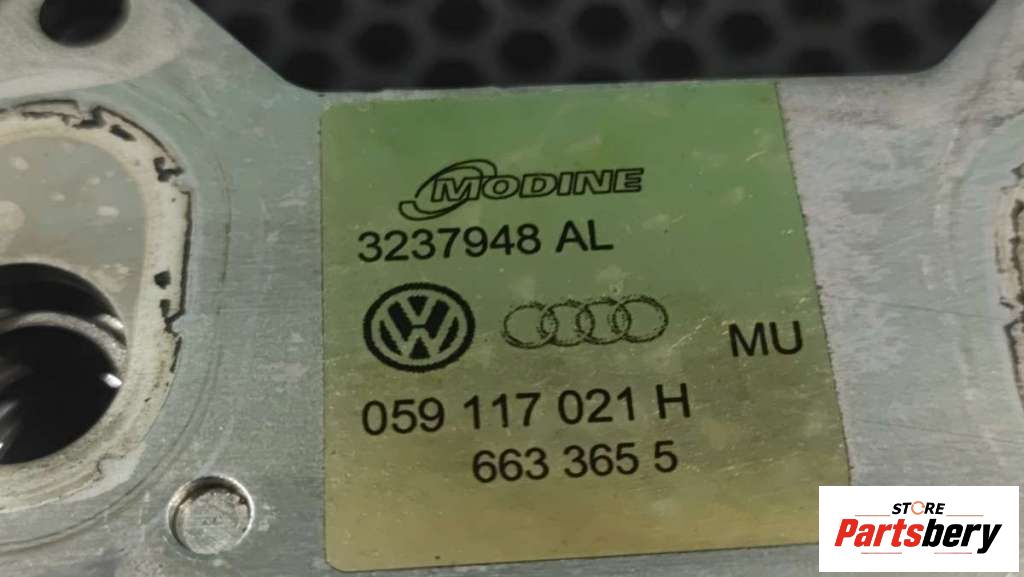 MODINE
3237948 AL
MU
059 117 021 H
663 365 5
STORE
Partsbery